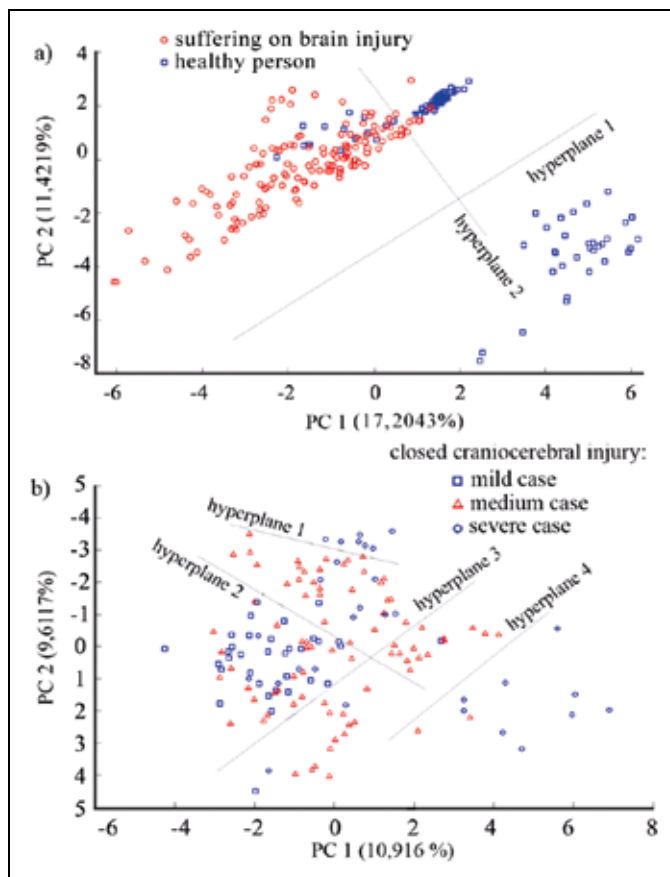 a)
suffering on brain injury
healthy person
4
2
0
-2
-4
-6
-8
PC 2 (11,4219%)
hyperplane 1
hyperplane 2
-6 -4 -2 0 2 4 6
PC 1 (17,2043%)
closed craniocerebral injury:
mild case
medium case
severe case
b)
5
-4
-3
-2
-1
0
1
2
3
4
5
PC 2 (9,6117%)
hyperplane 1
hyperplane 2
hyperplane 3
hyperplane 4
-6 -4 -2 0 2 4 6 8
PC 1 (10,916 %)